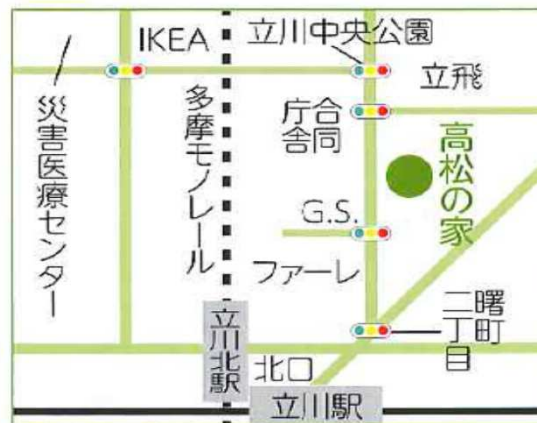 IKEA
立川中央公園
立飛
災害医療センター
多摩モノレール
合同
庁舎
高松の家
G.S.
ファーレ
曙町
二丁目
立川北駅
北口
立川駅